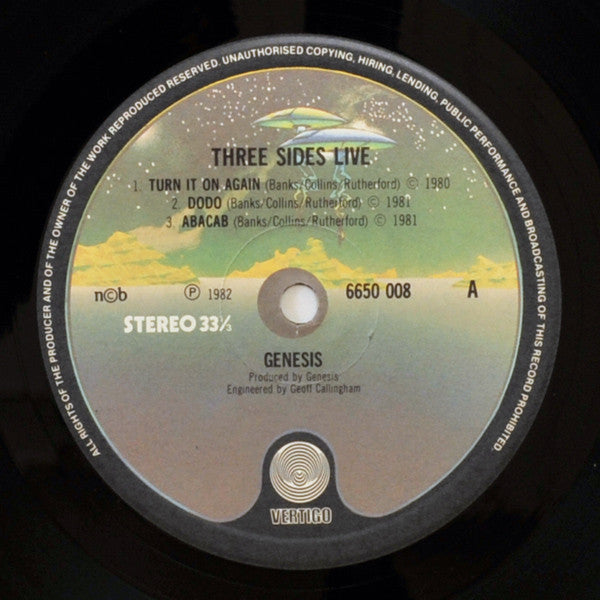 ALL RIGHTS OF THE PRODUCER AND OF THE OWNER OF THE WORK REPRODUCED RESERVED. UNAUTHORISED COPYING, HIRING, LENDING, PUBLIC PERFORMANCE AND BROADCASTING OF THIS RECORD PROHIBITED.
THREE SIDES LIVE
1. TURN IT ON AGAIN (Banks/Collins/Rutherford) © 1980
2. DODO (Banks/Collins/Rutherford) © 1981
3. ABACAB (Banks/Collins/Rutherford) © 1981
n©b ℗ 1982 6650 008 A
STEREO 33⅓
GENESIS
Produced by Genesis
Engineered by Geoff Callingham
VERTIGO